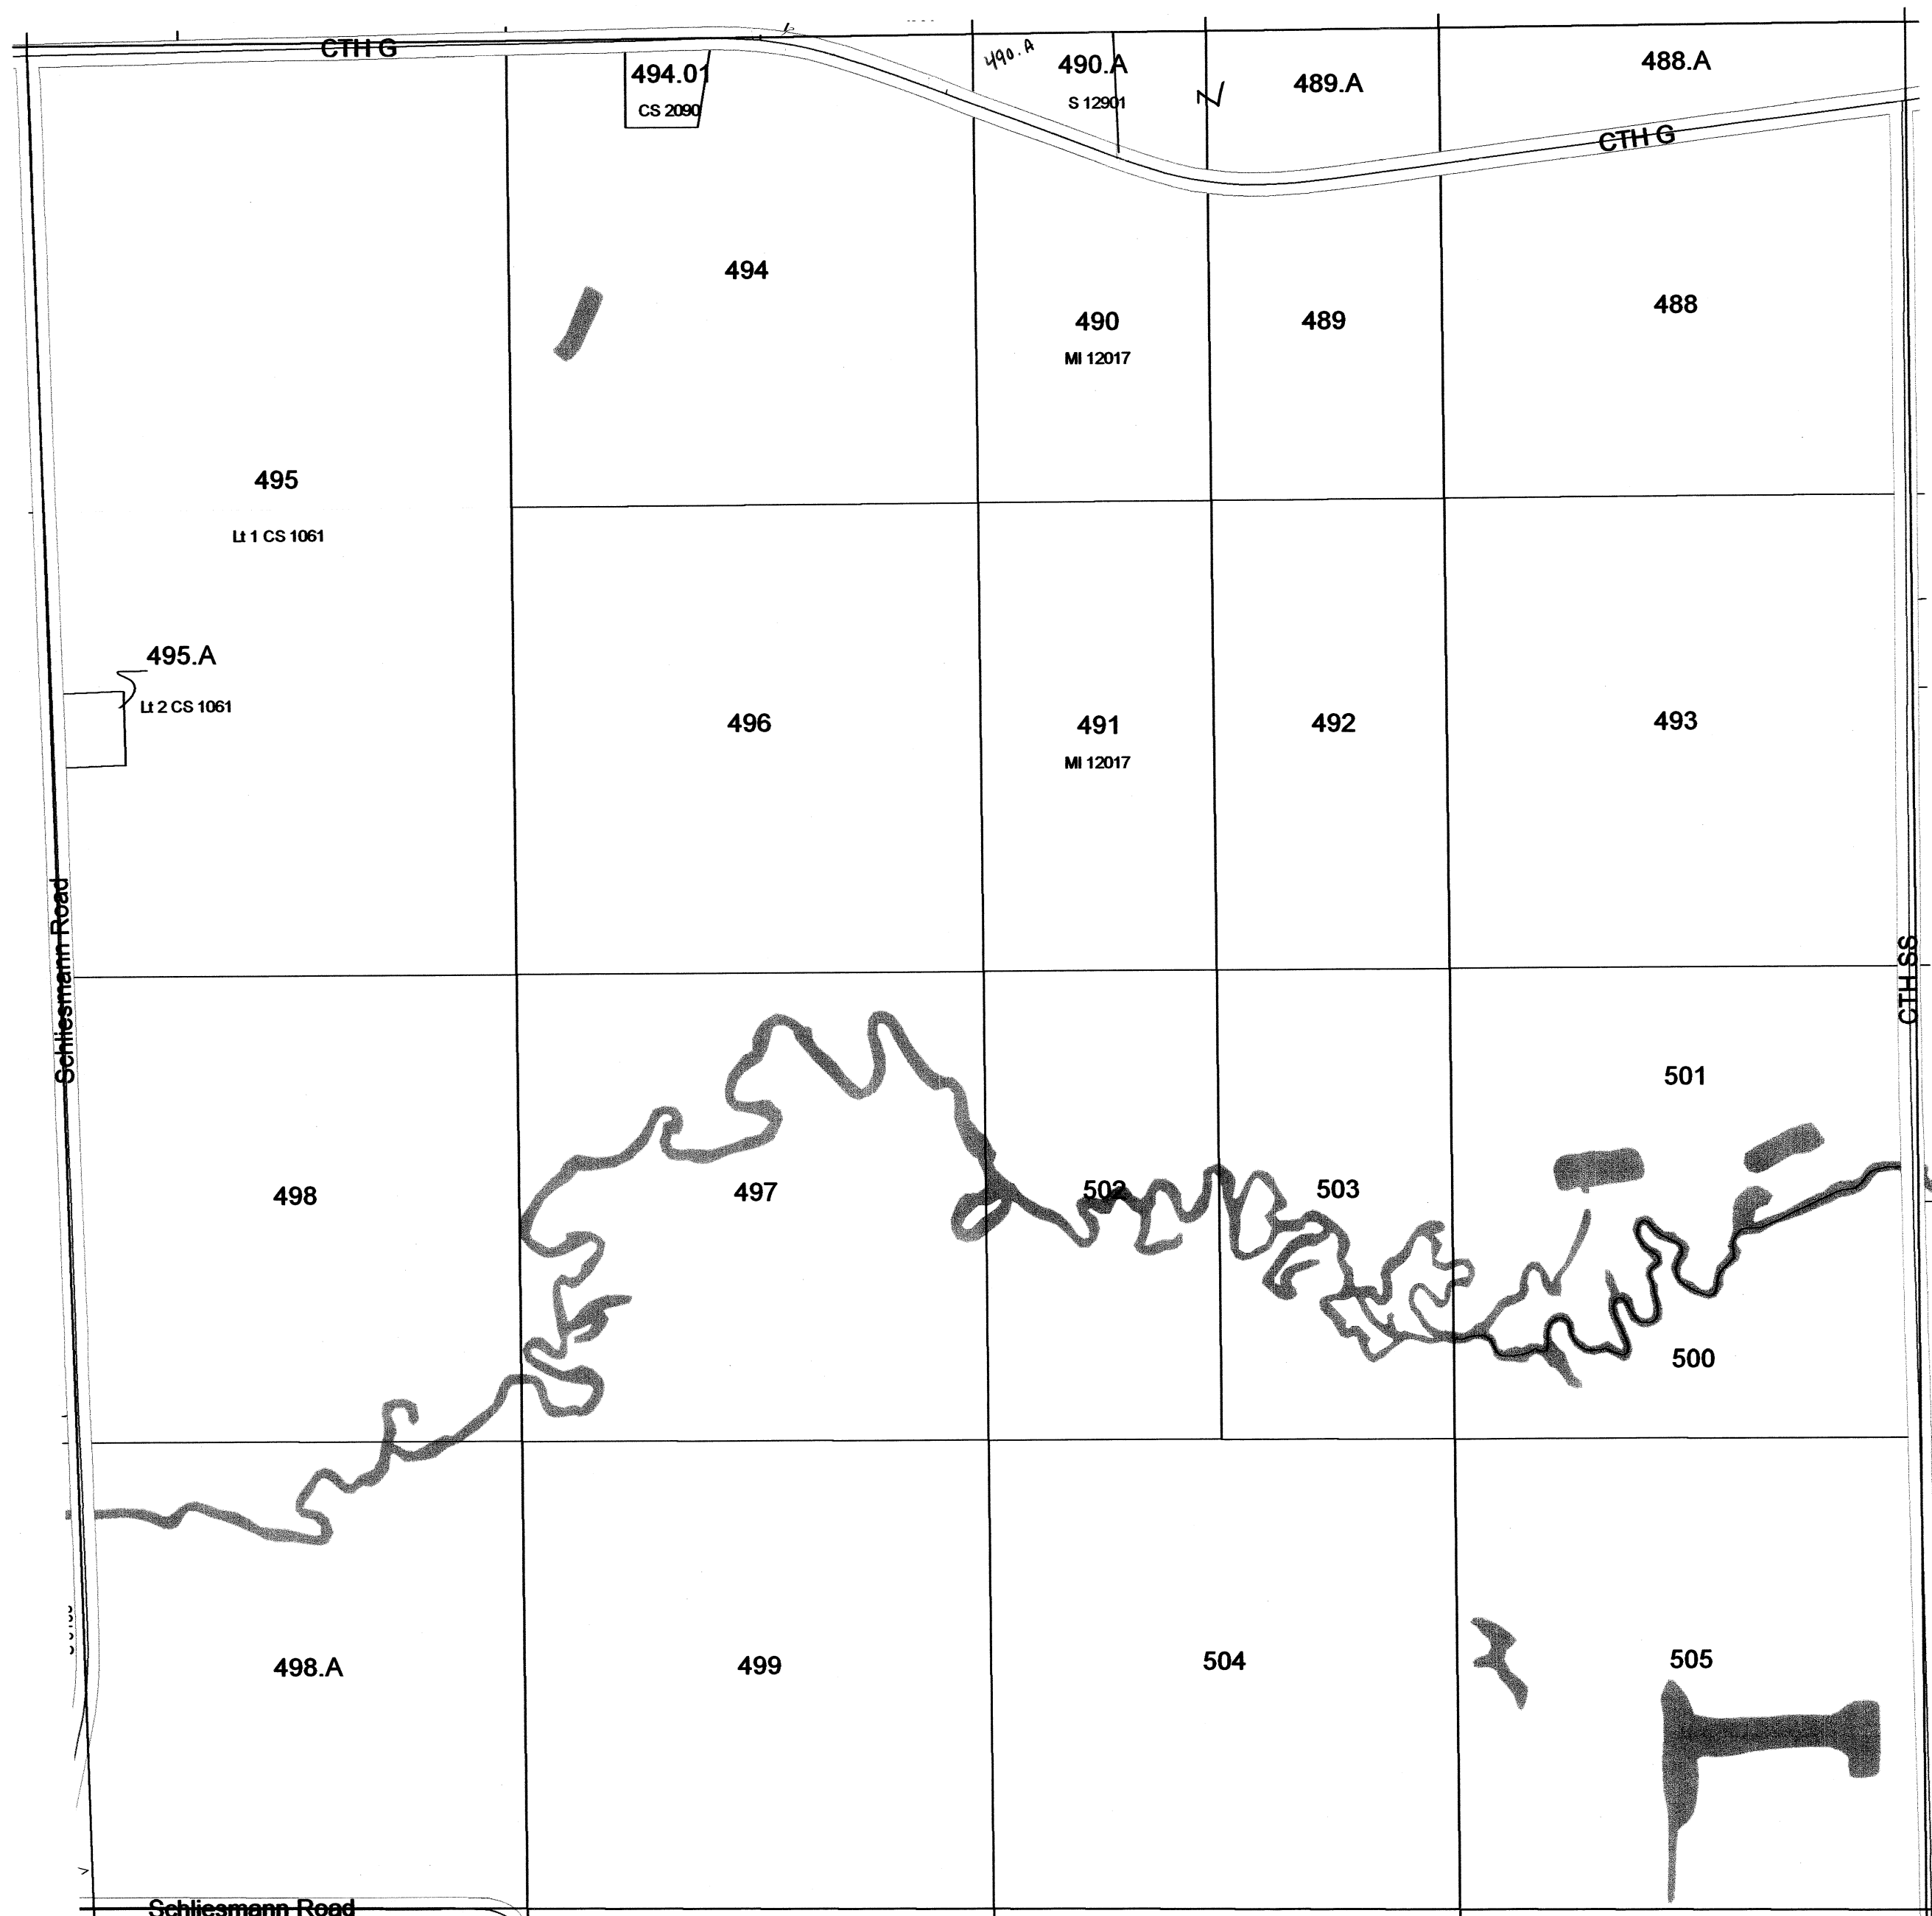 CTH G
494.01
CS 2090
490.A
490.A
S 12901
489.A
488.A
CTH G
494
490
MI 12017
489
488
495
Lt 1 CS 1061
495.A
Lt 2 CS 1061
496
491
MI 12017
492
493
Schliesmann Road
CTH SS
501
498
497
502
503
500
498.A
499
504
505
Schliesmann Road